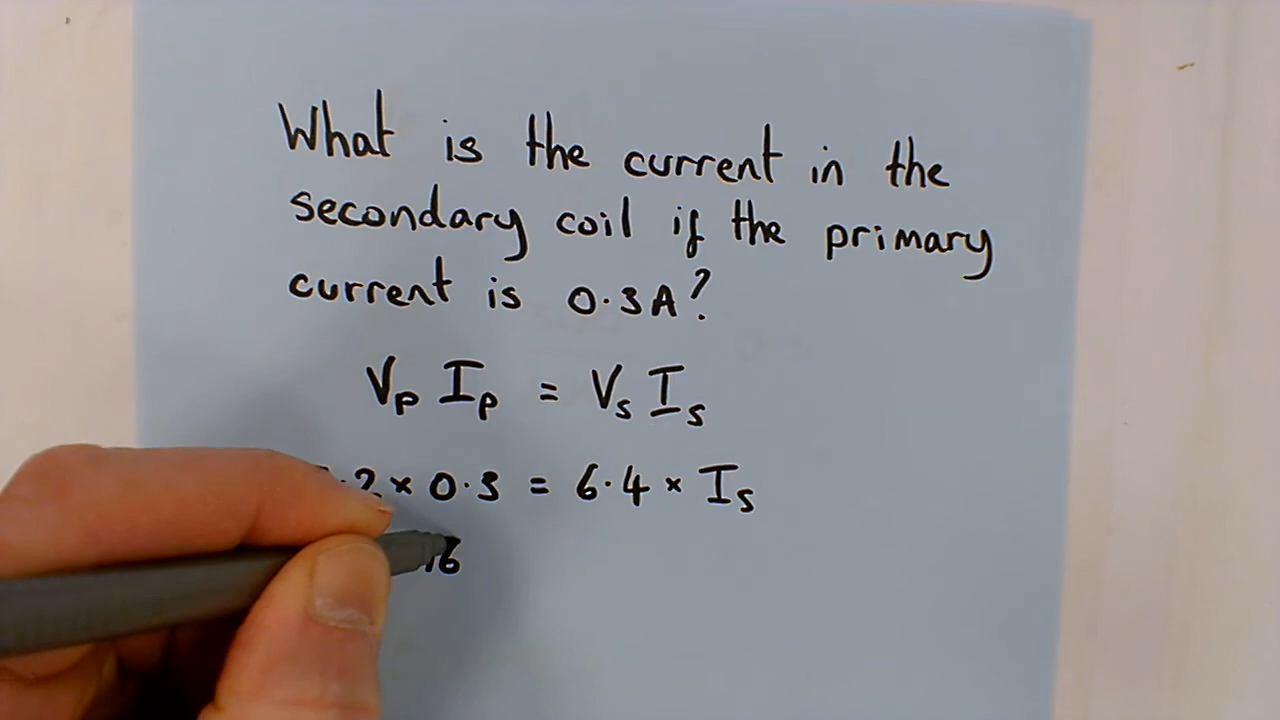 What is the current in the
secondary coil if the primary
current is 0.3A?
Vp Ip = Vs Is
.2 × 0.3 = 6.4 × Is
16